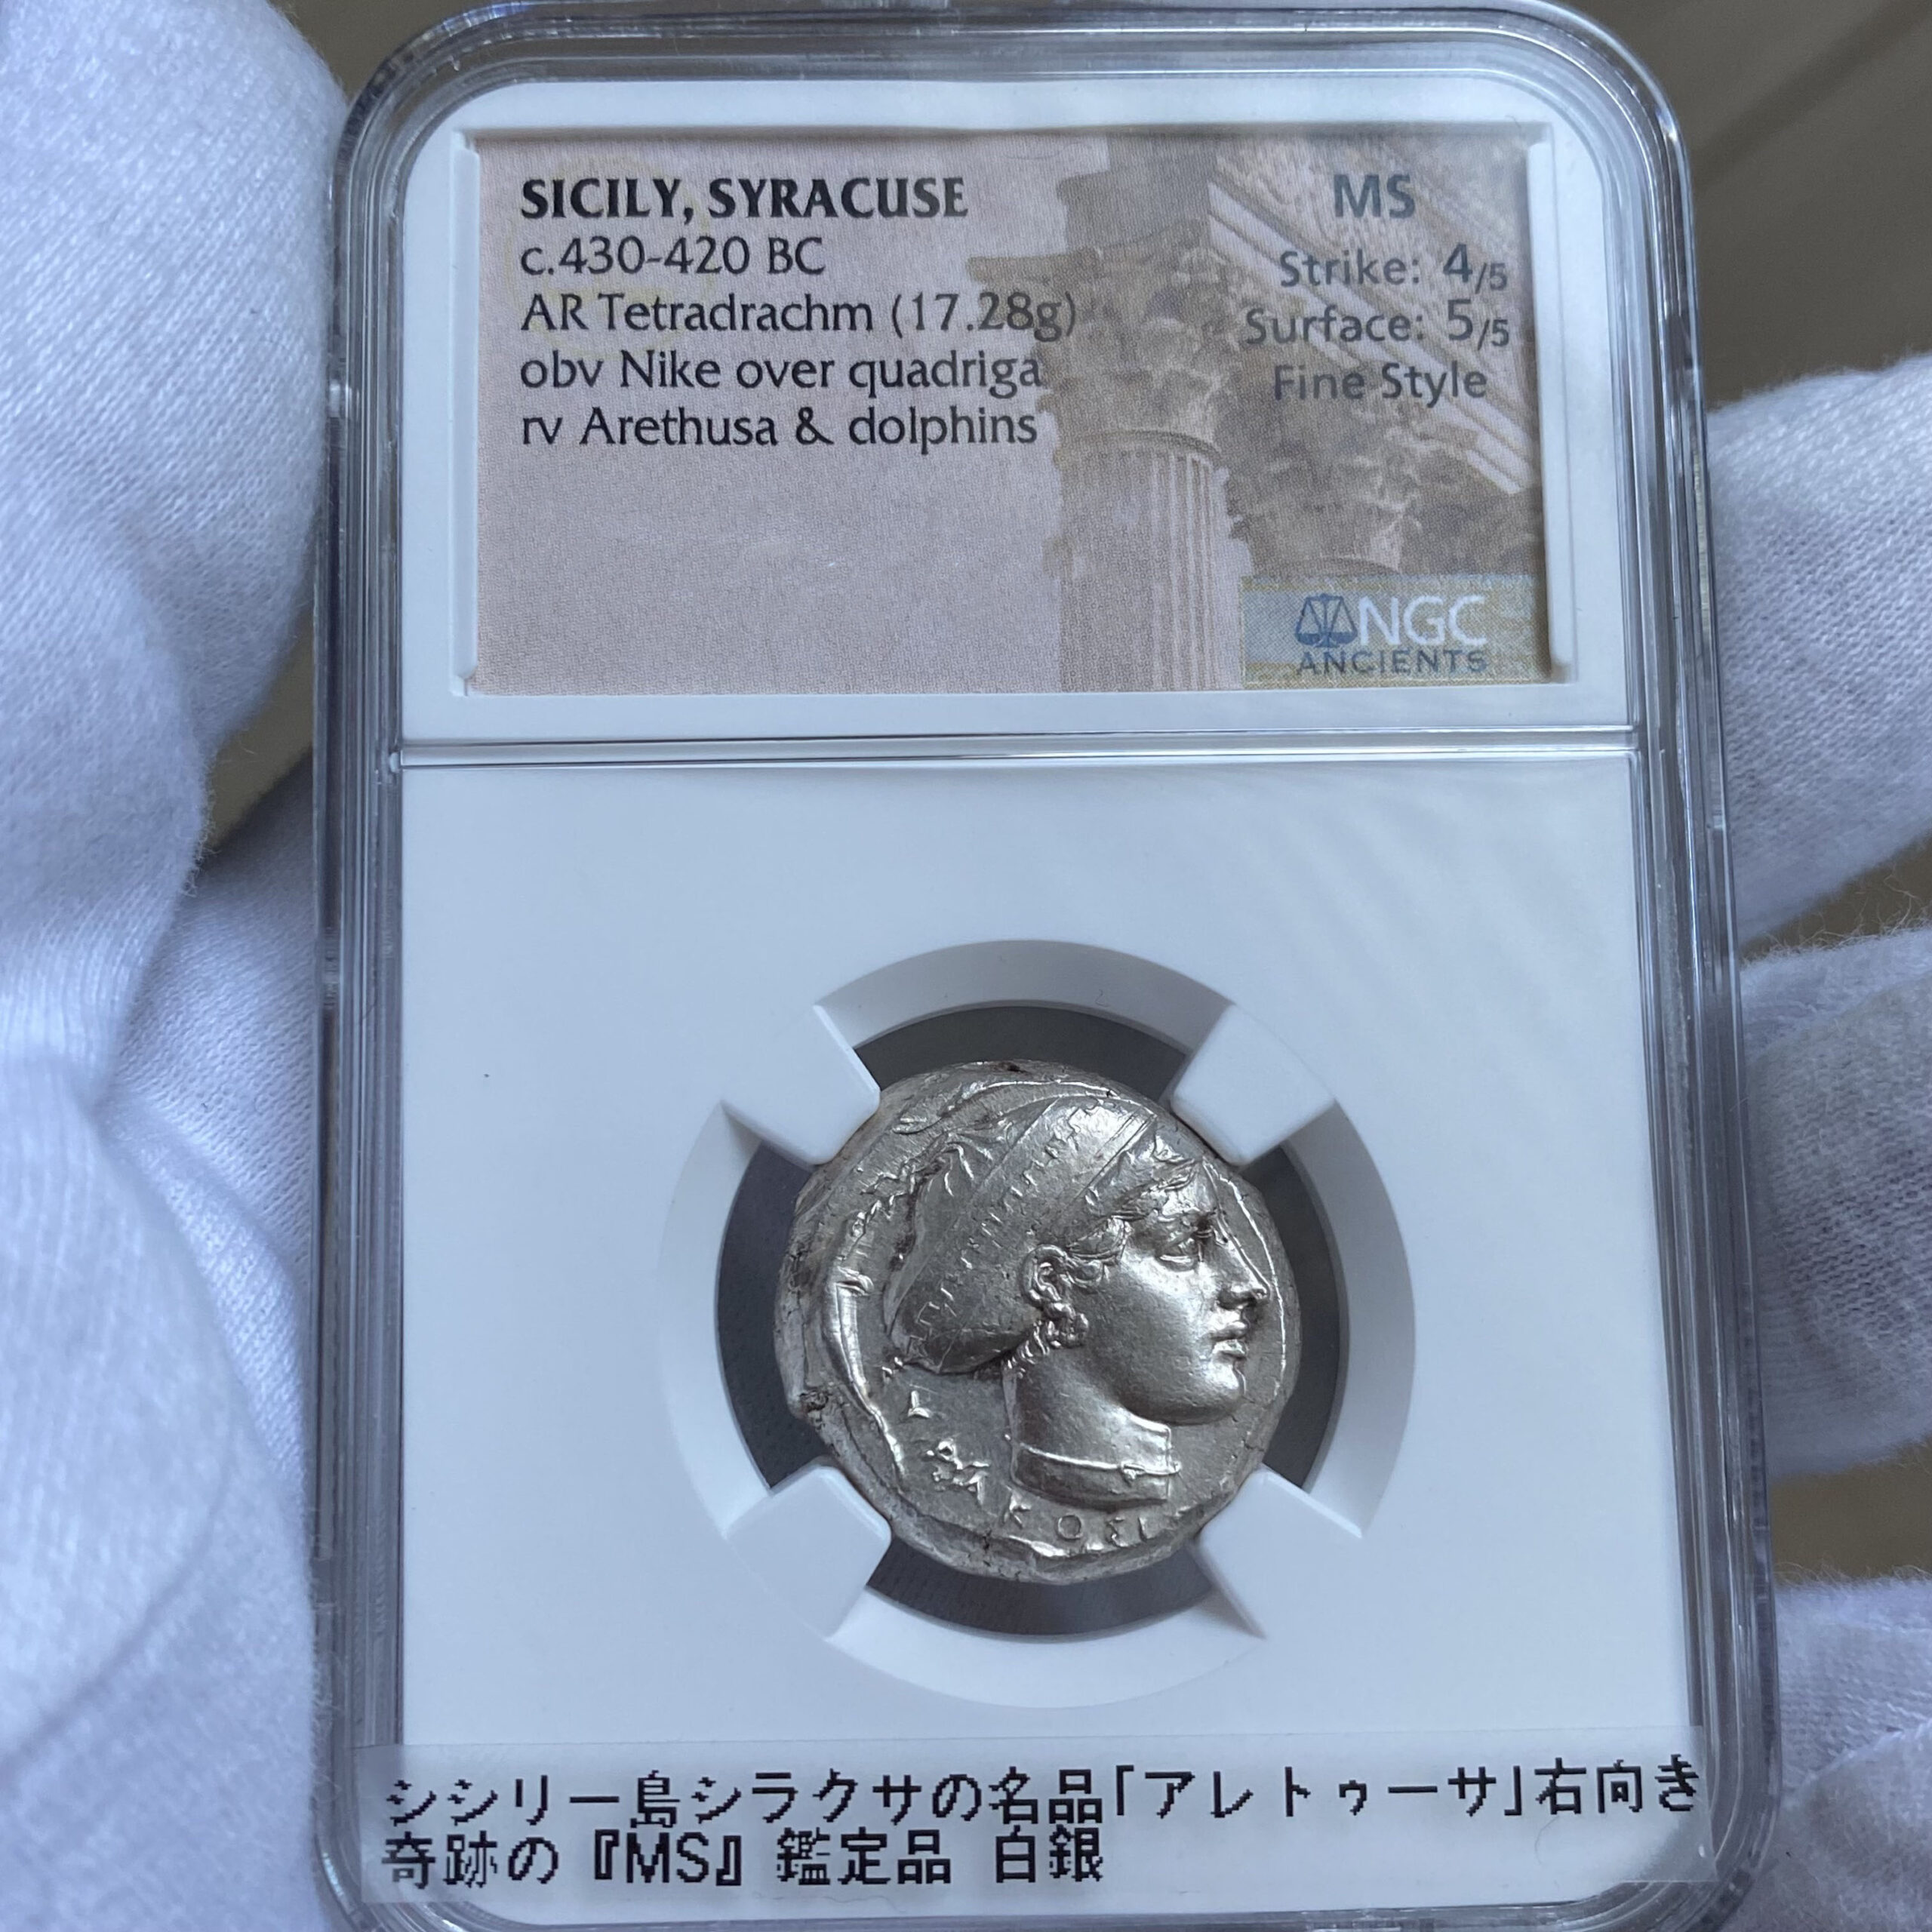 SICILY, SYRACUSE
c.430-420 BC
AR Tetradrachm (17.28g)
obv Nike over quadriga
rv Arethusa & dolphins
MS
Strike: 4/5
Surface: 5/5
Fine Style
NGC
ANCIENTS
シシリー島シラクサの名品「アレトゥーサ」右向き
奇跡の『MS』鑑定品 白銀